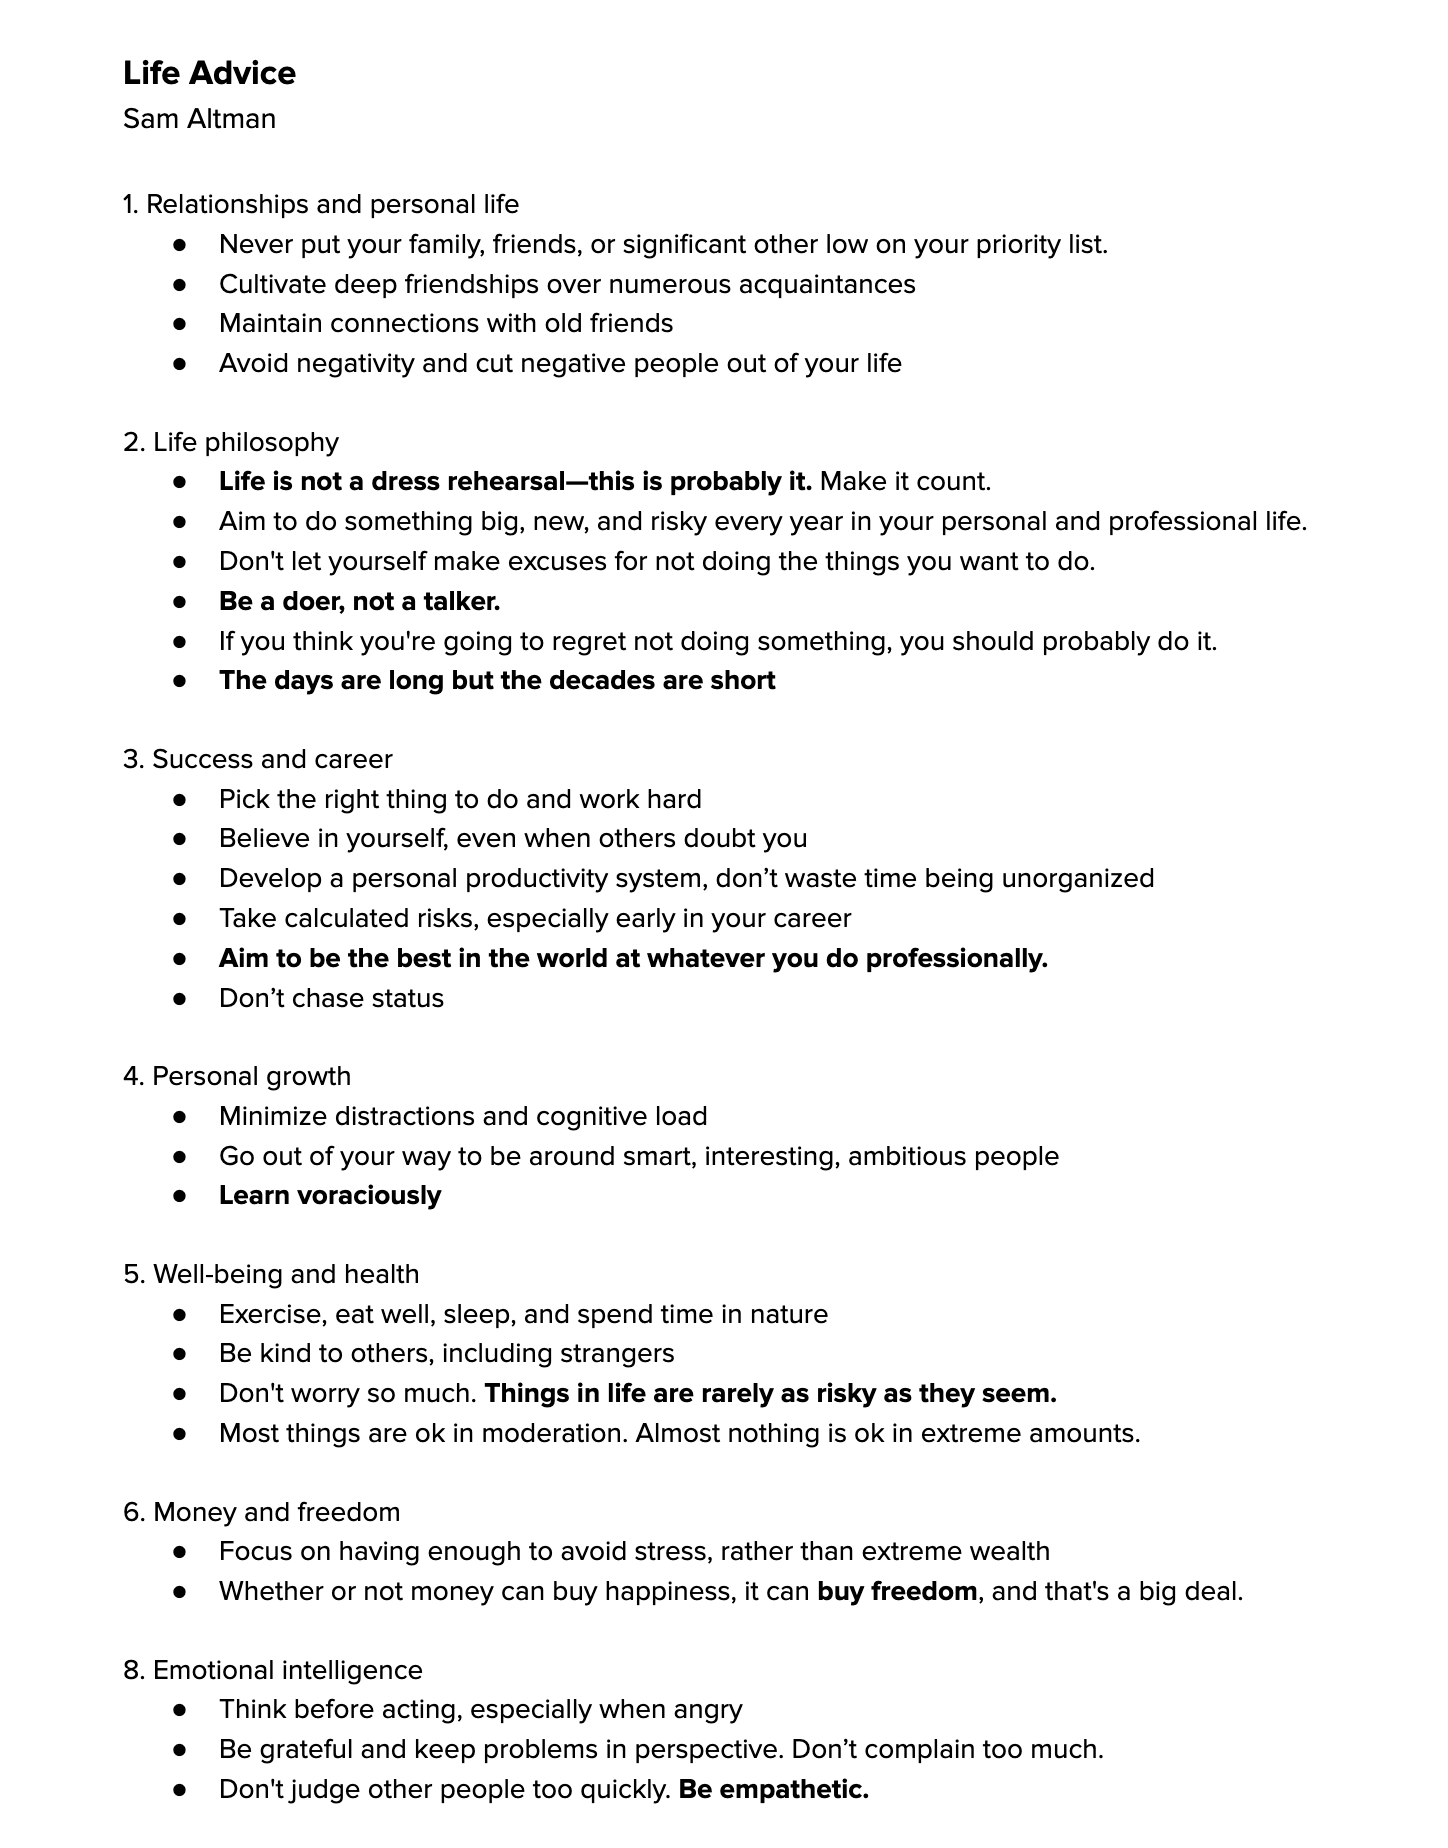 Life Advice
Sam Altman
1. Relationships and personal life
● Never put your family, friends, or significant other low on your priority list.
● Cultivate deep friendships over numerous acquaintances
● Maintain connections with old friends
● Avoid negativity and cut negative people out of your life
2. Life philosophy
● Life is not a dress rehearsal—this is probably it. Make it count.
● Aim to do something big, new, and risky every year in your personal and professional life.
● Don't let yourself make excuses for not doing the things you want to do.
● Be a doer, not a talker.
● If you think you're going to regret not doing something, you should probably do it.
● The days are long but the decades are short
3. Success and career
● Pick the right thing to do and work hard
● Believe in yourself, even when others doubt you
● Develop a personal productivity system, don’t waste time being unorganized
● Take calculated risks, especially early in your career
● Aim to be the best in the world at whatever you do professionally.
● Don’t chase status
4. Personal growth
● Minimize distractions and cognitive load
● Go out of your way to be around smart, interesting, ambitious people
● Learn voraciously
5. Well-being and health
● Exercise, eat well, sleep, and spend time in nature
● Be kind to others, including strangers
● Don't worry so much. Things in life are rarely as risky as they seem.
● Most things are ok in moderation. Almost nothing is ok in extreme amounts.
6. Money and freedom
● Focus on having enough to avoid stress, rather than extreme wealth
● Whether or not money can buy happiness, it can buy freedom, and that's a big deal.
8. Emotional intelligence
● Think before acting, especially when angry
● Be grateful and keep problems in perspective. Don’t complain too much.
● Don't judge other people too quickly. Be empathetic.